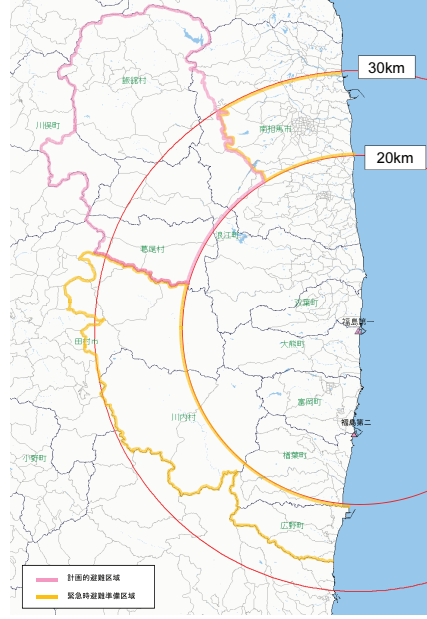 30km
飯舘村
川俣町
南相馬市
20km
浪江町
葛尾村
双葉町
福島第一
大熊町
田村市
富岡町
川内村
福島第二
楢葉町
小野町
広野町
計画的避難区域
緊急時避難準備区域